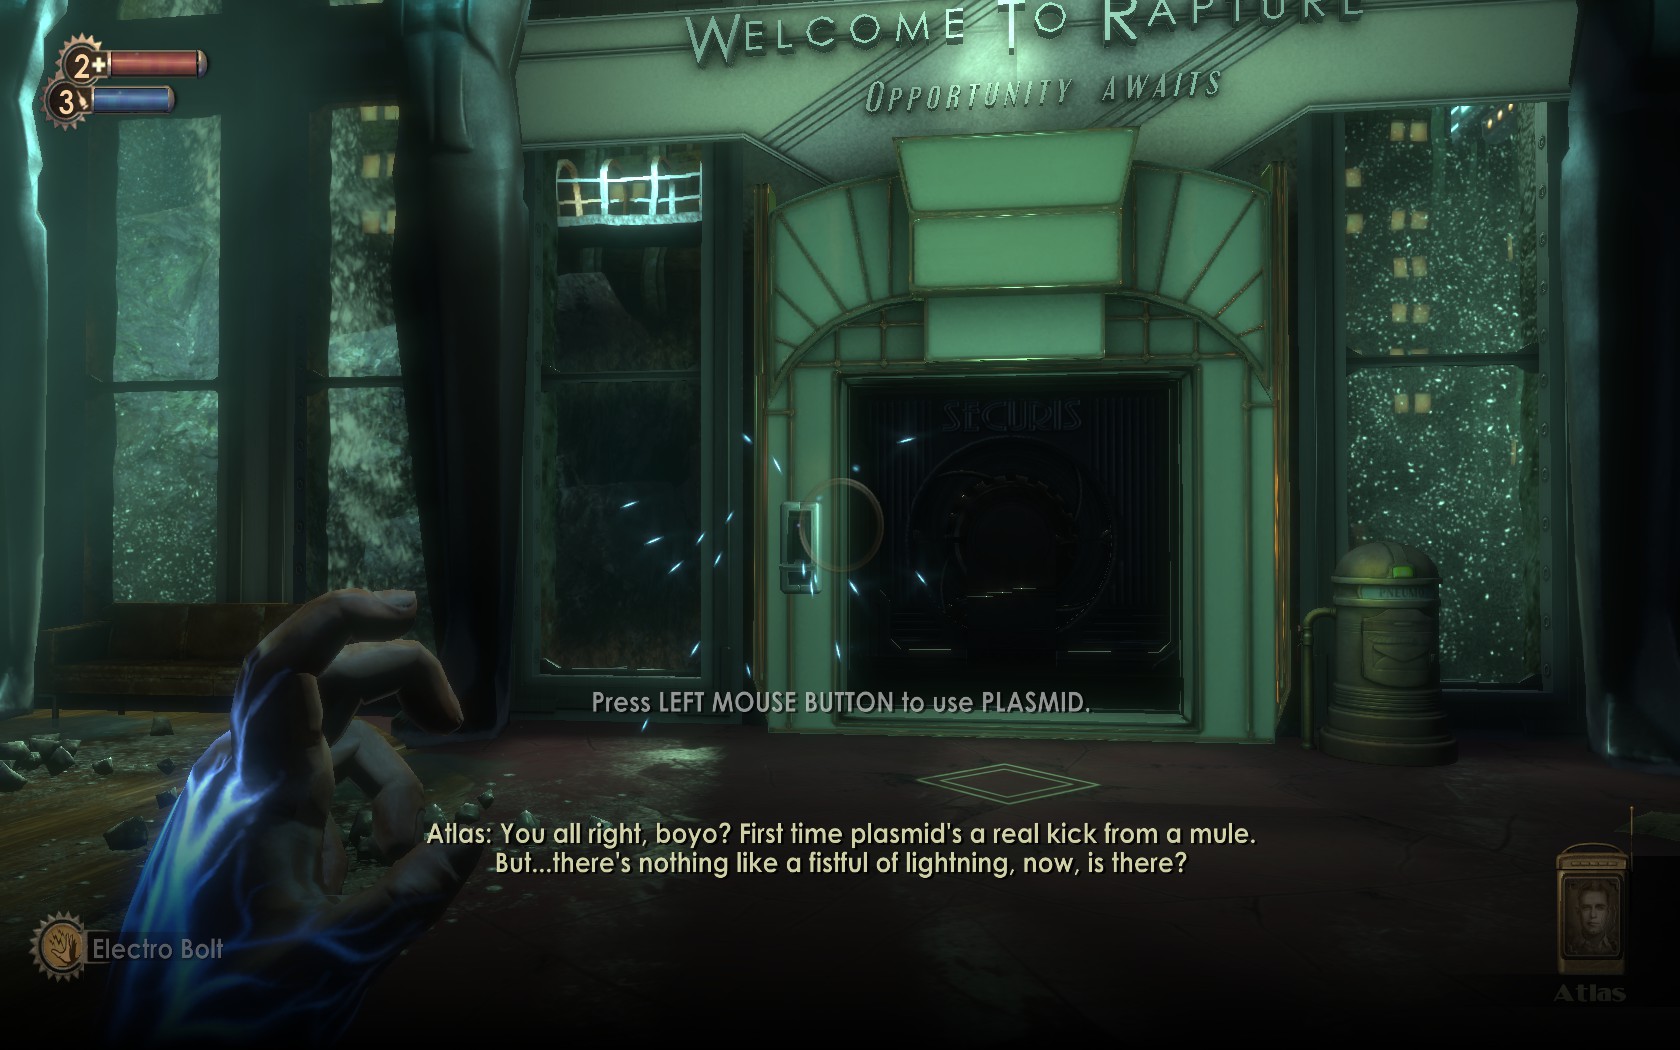 WELCOME TO RAPTURE
OPPORTUNITY AWAITS
2+
3
SECURIS
Press LEFT MOUSE BUTTON to use PLASMID.
Atlas: You all right, boyo? First time plasmid's a real kick from a mule.
But...there's nothing like a fistful of lightning, now, is there?
Electro Bolt
Atlas